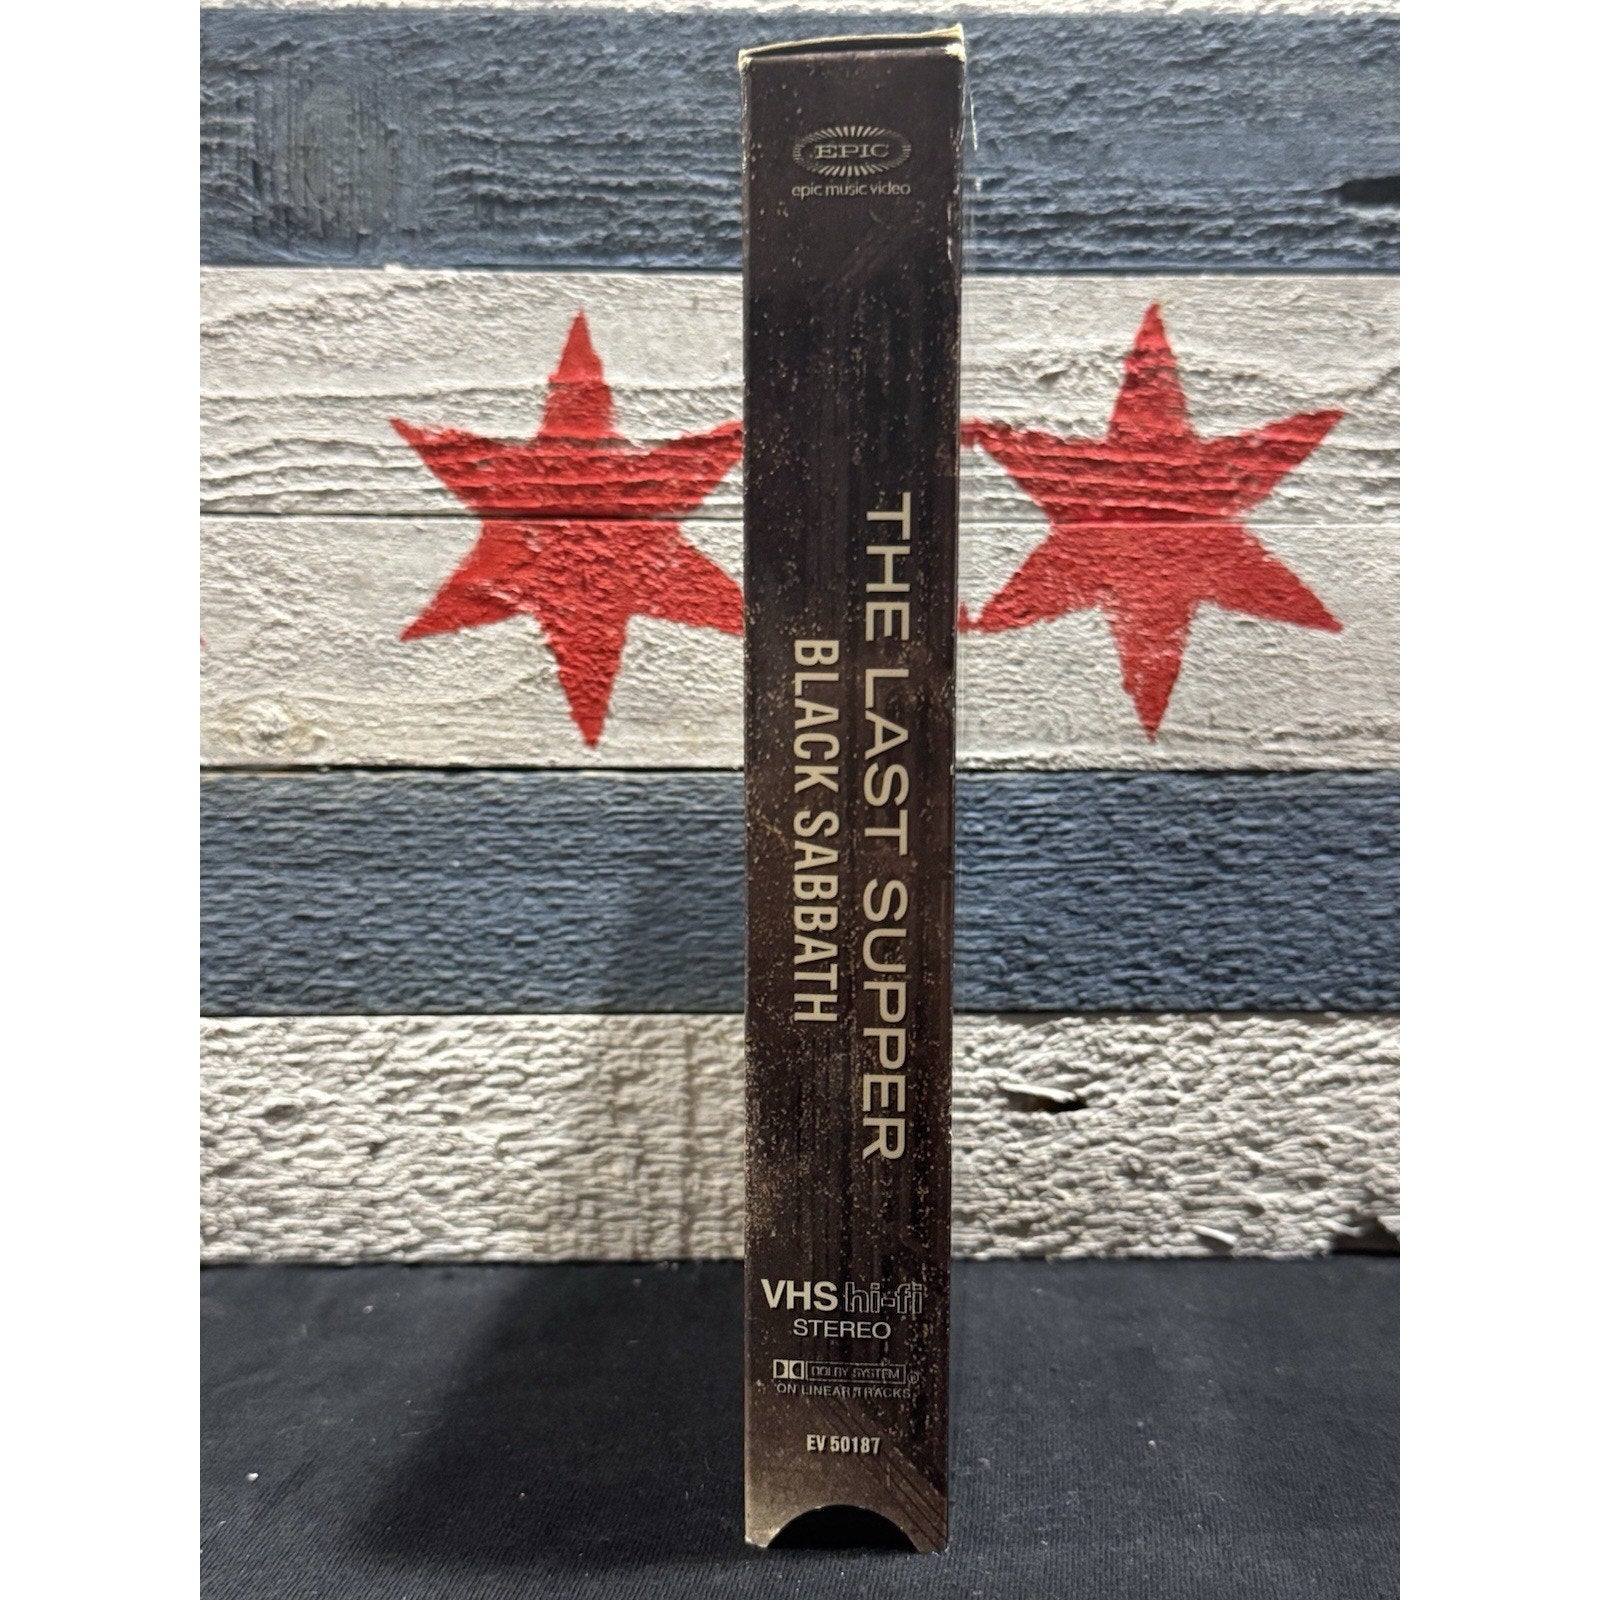 EPIC
epic music video
THE LAST SUPPER
BLACK SABBATH
VHS hi-fi
STEREO
DOLBY SYSTEM
ON LINEAR TRACKS
EV 50187